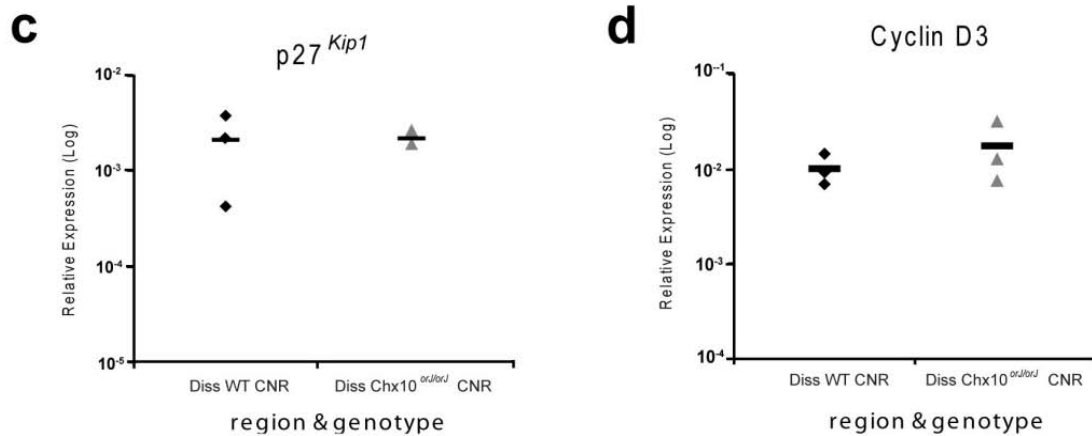 c
p27 Kip1
Relative Expression (Log)
10-2
10-3
10-4
10-5
Diss WT CNR
Diss Chx10 orJ/orJ CNR
region & genotype
d
Cyclin D3
Relative Expression (Log)
10-1
10-2
10-3
10-4
Diss WT CNR
Diss Chx10 orJ/orJ CNR
region & genotype